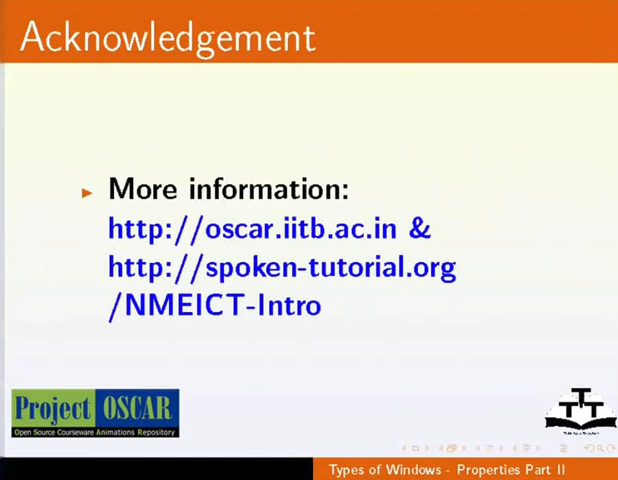 Acknowledgement
More information:
http://oscar.iitb.ac.in &
http://spoken-tutorial.org
/NMEICT-Intro
Project OSCAR
Open Source Courseware Animations Repository
Types of Windows - Properties Part II